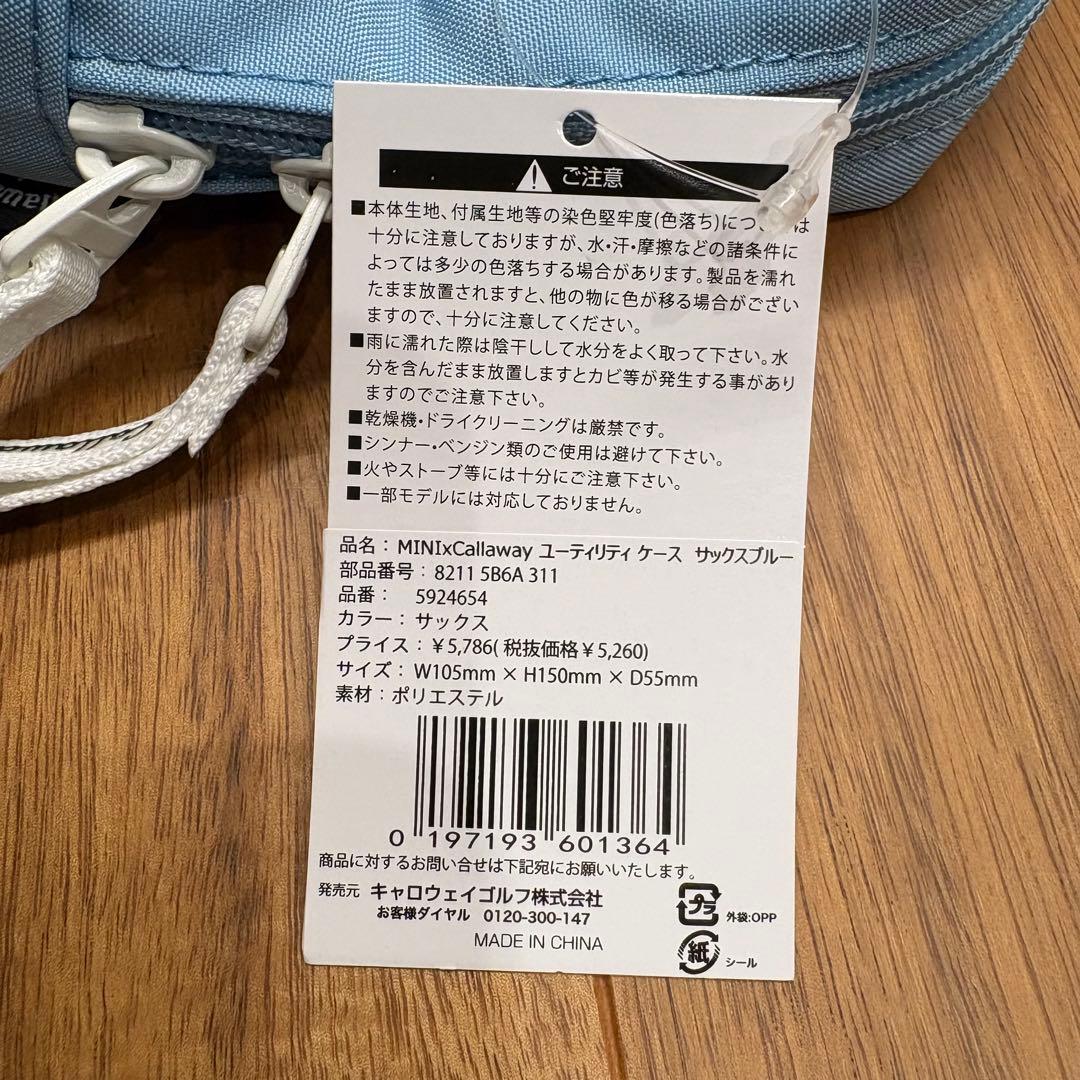 ご注意
■本体生地、付属生地等の染色堅牢度(色落ち)につ は
十分に注意しておりますが、水・汗・摩擦などの諸条件に
よっては多少の色落ちする場合があります。製品を濡れ
たまま放置されますと、他の物に色が移る場合がござい
ますので、十分に注意してください。
■雨に濡れた際は陰干しして水分をよく取って下さい。水
分を含んだまま放置しますとカビ等が発生する事があり
ますのでご注意下さい。
■乾燥機・ドライクリーニングは厳禁です。
■シンナー・ベンジン類のご使用は避けて下さい。
■火やストーブ等には十分にご注意下さい。
■一部モデルには対応しておりません。
品名： MINIxCallaway ユーティリティ ケース サックスブルー
部品番号： 8211 5B6A 311
品番： 5924654
カラー： サックス
プライス： ￥5,786( 税抜価格￥5,260)
サイズ： W105mm × H150mm × D55mm
素材： ポリエステル
0 197193 601364
商品に対するお問い合せは下記宛にお願いいたします。
発売元 キャロウェイゴルフ株式会社
お客様ダイヤル 0120-300-147
MADE IN CHINA
プラ 外袋:OPP
紙 シール